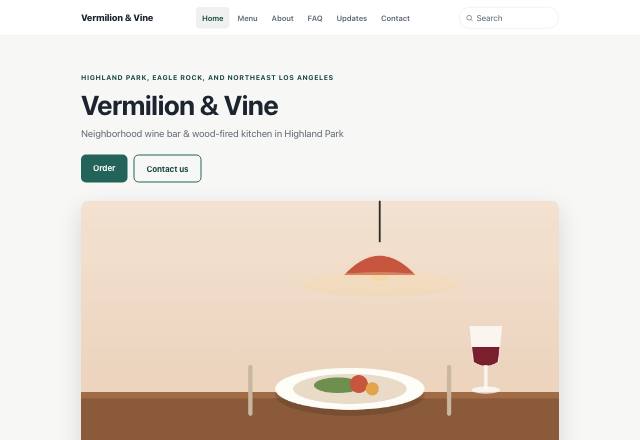 Vermilion & Vine
Home Menu About FAQ Updates Contact
Search
HIGHLAND PARK, EAGLE ROCK, AND NORTHEAST LOS ANGELES
Vermilion & Vine
Neighborhood wine bar & wood-fired kitchen in Highland Park
Order
Contact us